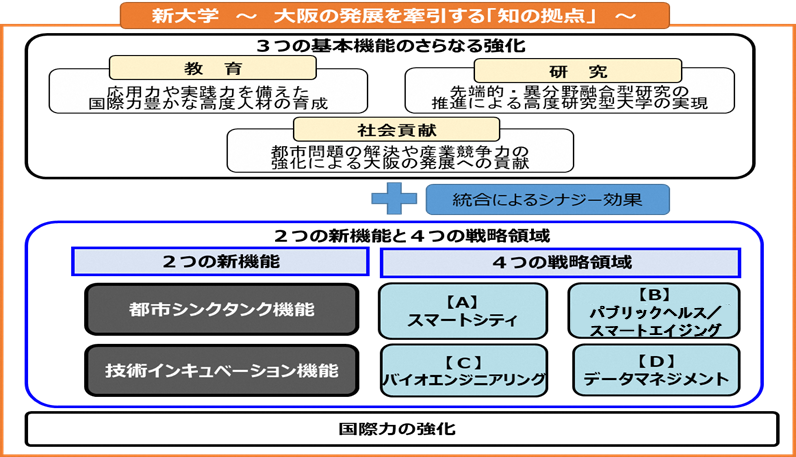 新大学 ～ 大阪の発展を牽引する「知の拠点」 ～
３つの基本機能のさらなる強化
教 育
応用力や実践力を備えた
国際力豊かな高度人材の育成
研 究
先端的・異分野融合型研究の
推進による高度研究型大学の実現
社会貢献
都市問題の解決や産業競争力の
強化による大阪の発展への貢献
統合によるシナジー効果
２つの新機能と４つの戦略領域
２つの新機能
都市シンクタンク機能
技術インキュベーション機能
４つの戦略領域
【A】
スマートシティ
【B】
パブリックヘルス／
スマートエイジング
【C】
バイオエンジニアリング
【D】
データマネジメント
国際力の強化